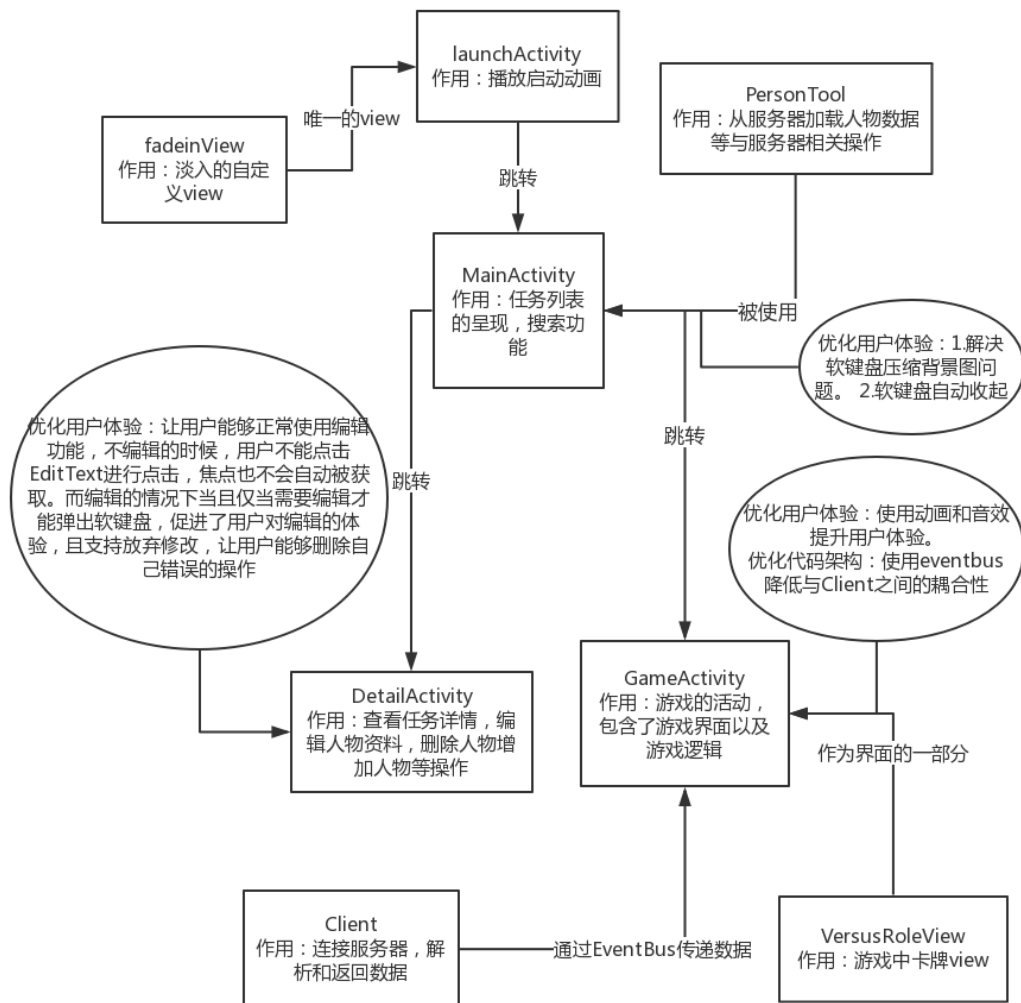 launchActivity
作用：播放启动动画
唯一的view
fadeinView
作用：淡入的自定
义view
PersonTool
作用：从服务器加载人物数据
等与服务器相关操作
跳转
MainActivity
作用：任务列表
的呈现，搜索功
能
被使用
优化用户体验：1.解决
软键盘压缩背景图问
题。 2.软键盘自动收起
优化用户体验：让用户能够正常使用编辑
功能，不编辑的时候，用户不能点击
EditText进行点击，焦点也不会自动被获
取。而编辑的情况下当且仅当需要编辑才
能弹出软键盘，促进了用户对编辑的体
验，且支持放弃修改，让用户能够删除自
己错误的操作
跳转
跳转
优化用户体验：使用动画和音效
提升用户体验。
优化代码架构：使用eventbus
降低与Client之间的耦合性
DetailActivity
作用：查看任务详情，编
辑人物资料，删除人物增
加人物等操作
GameActivity
作用：游戏的活动，
包含了游戏界面以及
游戏逻辑
作为界面的一部分
Client
作用：连接服务器，解
析和返回数据
通过EventBus传递数据
VersusRoleView
作用：游戏中卡牌view